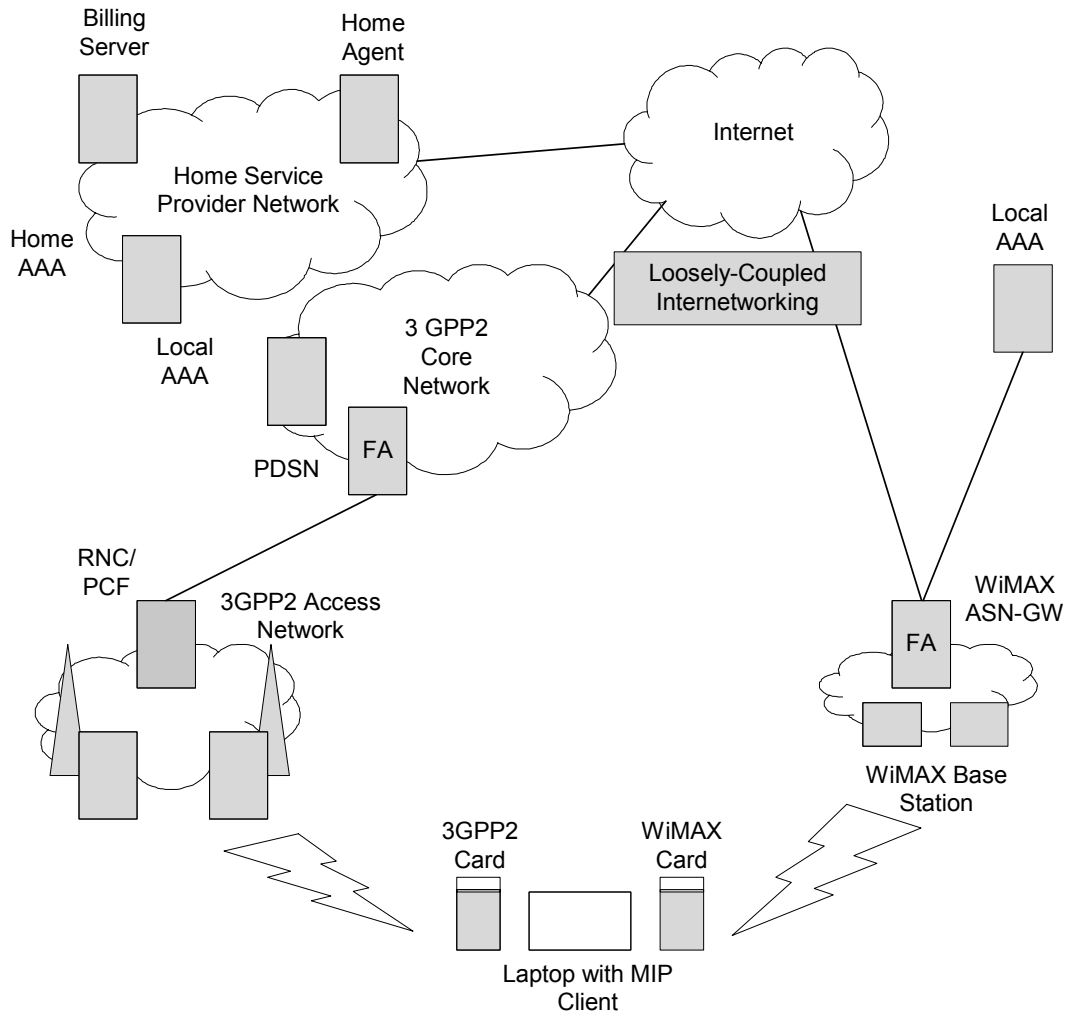 Billing
Server
Home
Agent
Internet
Home Service
Provider Network
Local
AAA
Home
AAA
Loosely-Coupled
Internetworking
3 GPP2
Core
Network
Local
AAA
FA
PDSN
RNC/
PCF
3GPP2 Access
Network
WiMAX
ASN-GW
FA
WiMAX Base
Station
3GPP2
Card
WiMAX
Card
Laptop with MIP
Client